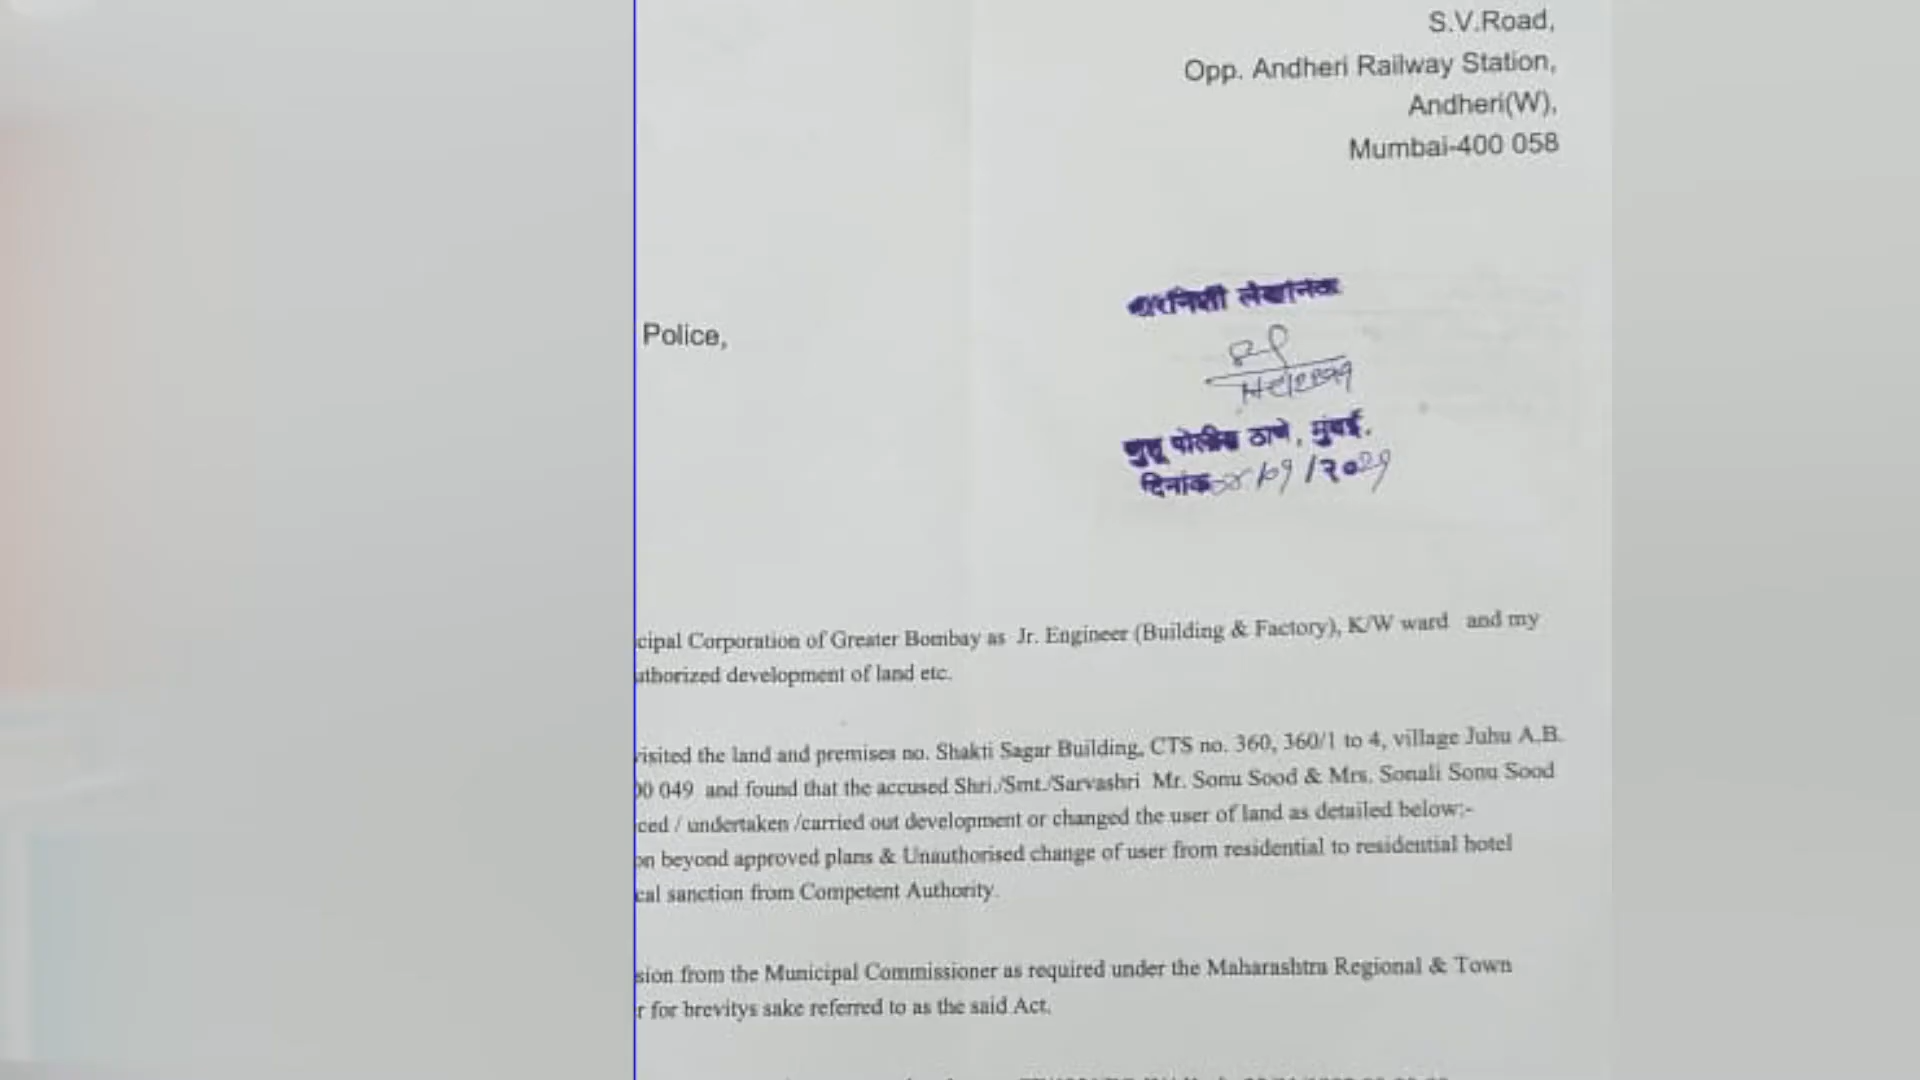 S.V.Road,
Opp. Andheri Railway Station,
Andheri(W),
Mumbai-400 058
Police,
पोलीस ठाणे, मुंबई.
दिनांक
cipal Corporation of Greater Bombay as Jr. Engineer (Building & Factory), K/W ward and my
uthorized development of land etc.
visited the land and premises no. Shakti Sagar Building, CTS no. 360, 360/1 to 4, village Juhu A.B.
00 049 and found that the accused Shri./Smt./Sarvashri Mr. Sonu Sood & Mrs. Sonali Sonu Sood
ced / undertaken /carried out development or changed the user of land as detailed below:-
on beyond approved plans & Unauthorised change of user from residential to residential hotel
cal sanction from Competent Authority.
sion from the Municipal Commissioner as required under the Maharashtra Regional & Town
r for brevitys sake referred to as the said Act.